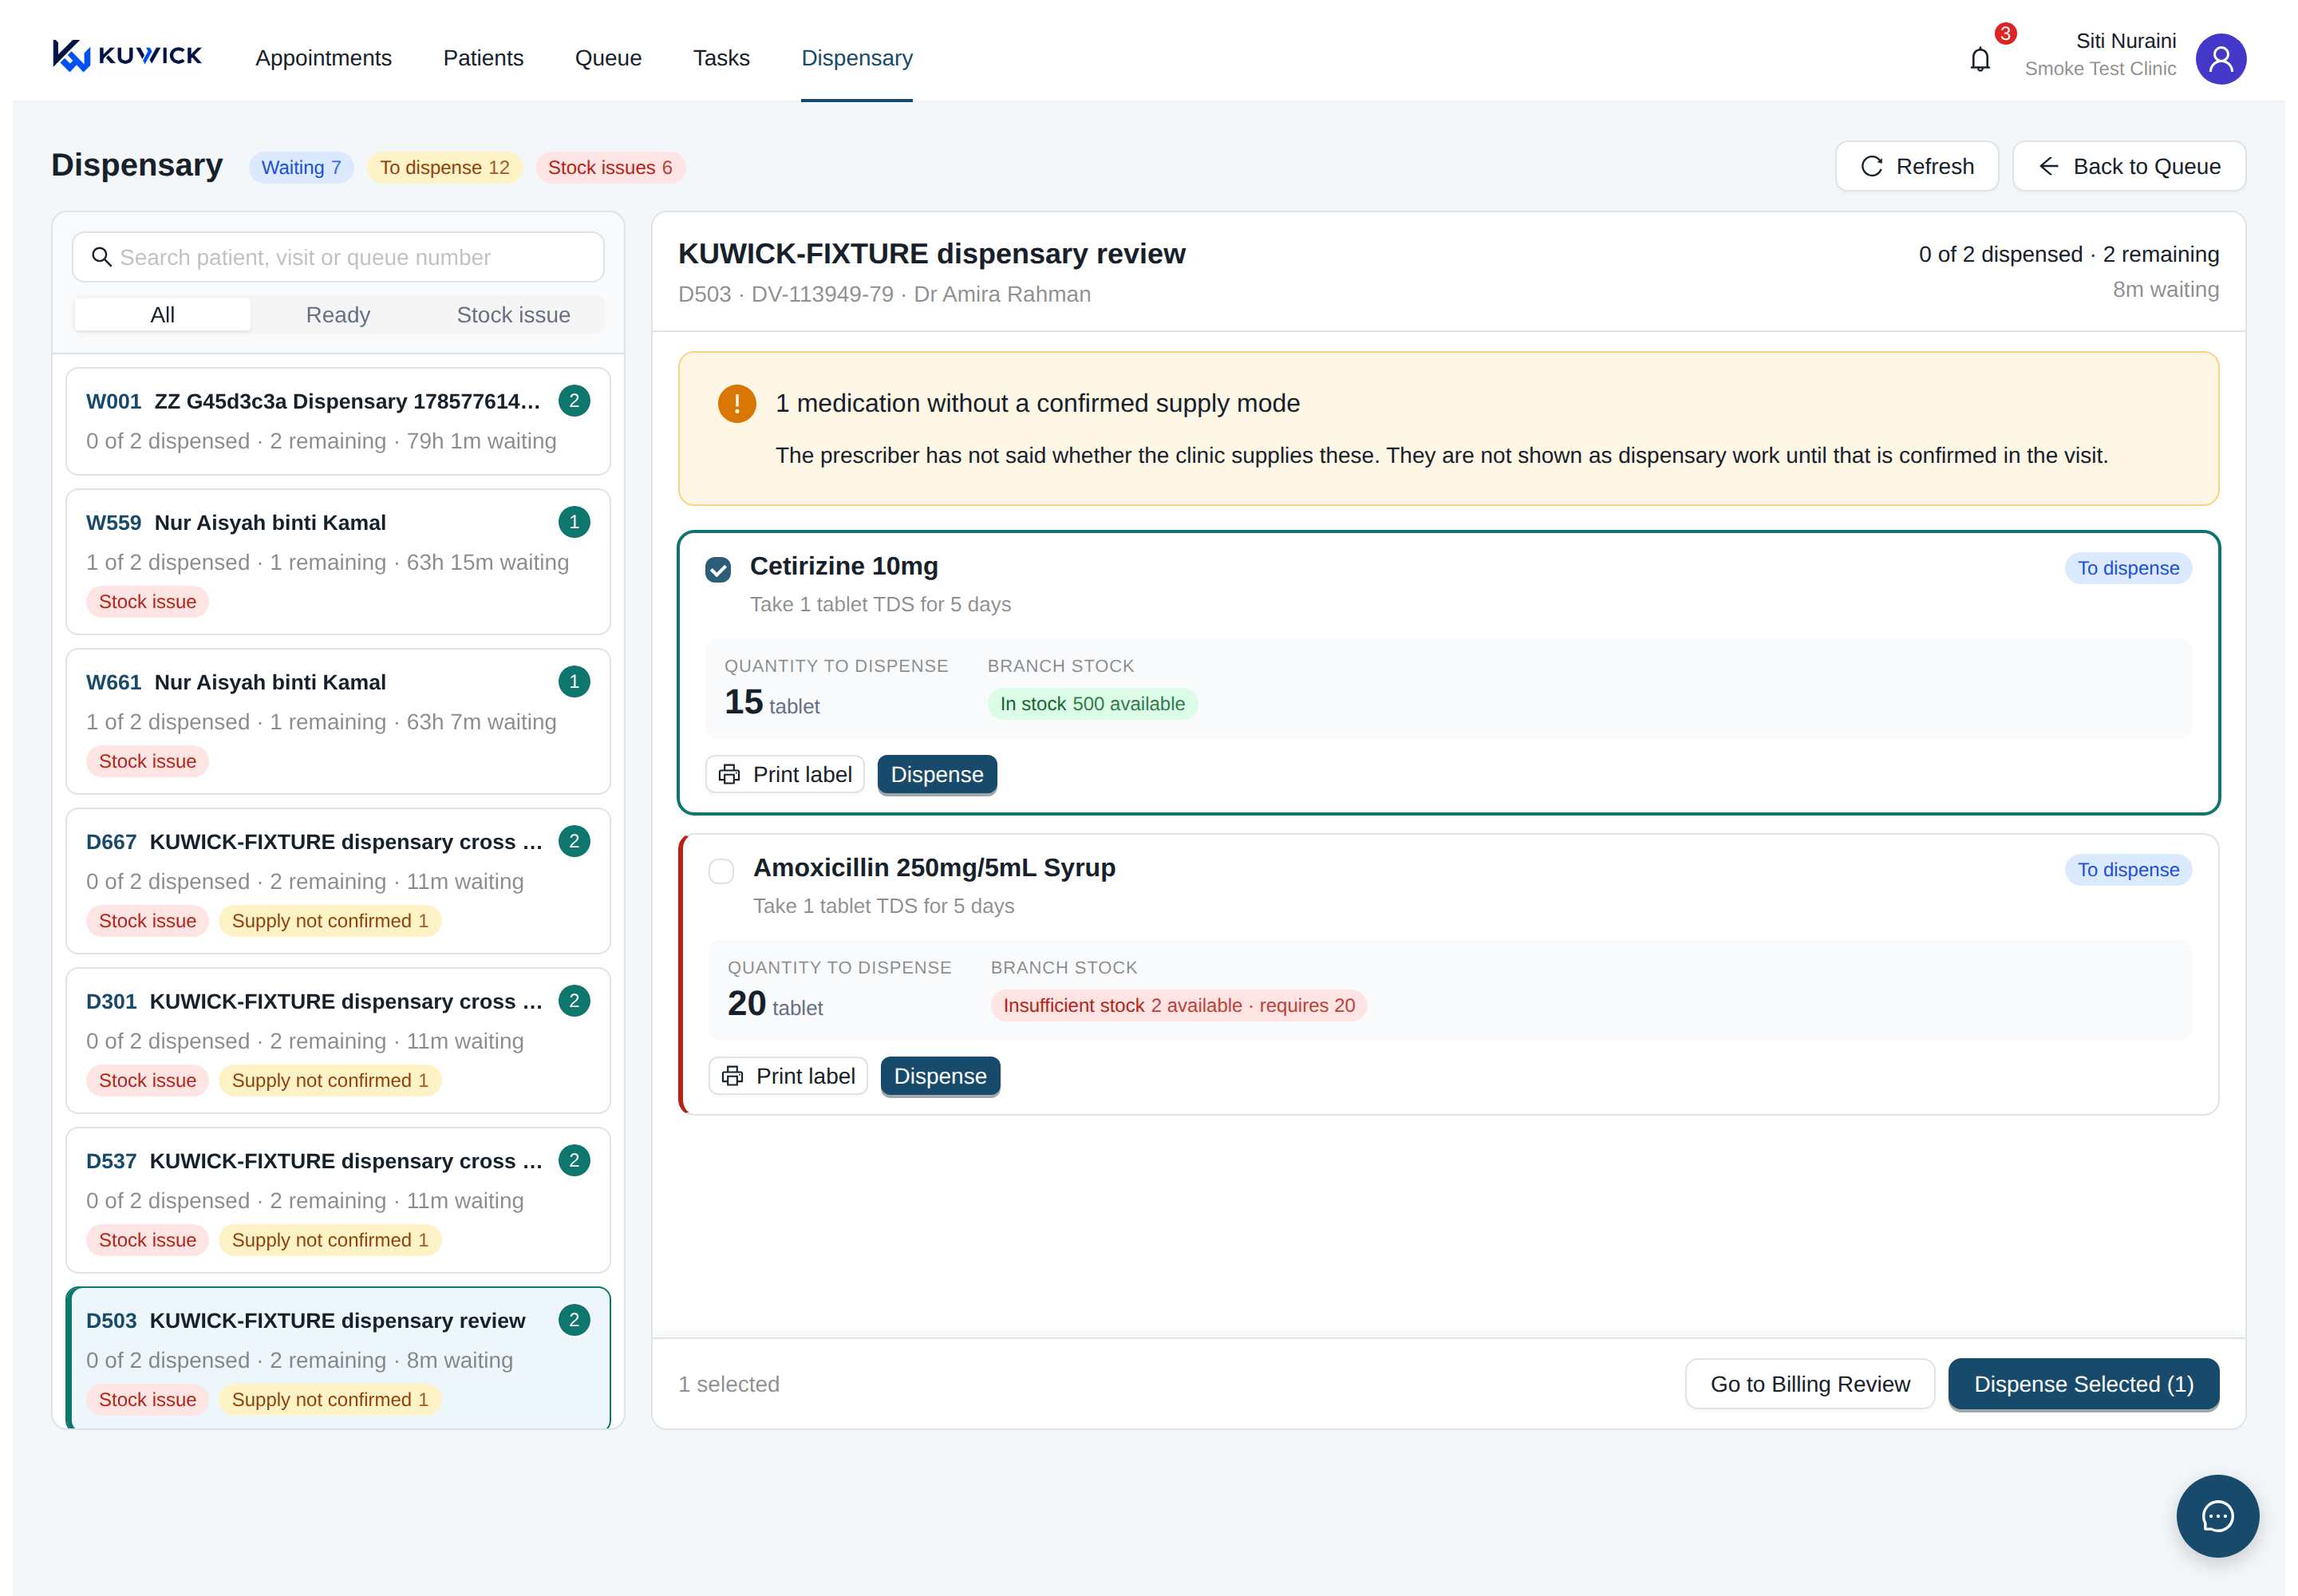 KUWICK
Appointments
Patients
Queue
Tasks
Dispensary
3
Siti Nuraini
Smoke Test Clinic
Dispensary
Waiting 7
To dispense 12
Stock issues 6
Refresh
Back to Queue
Search patient, visit or queue number
All
Ready
Stock issue
W001 ZZ G45d3c3a Dispensary 178577614... 2
0 of 2 dispensed · 2 remaining · 79h 1m waiting
W559 Nur Aisyah binti Kamal 1
1 of 2 dispensed · 1 remaining · 63h 15m waiting
Stock issue
W661 Nur Aisyah binti Kamal 1
1 of 2 dispensed · 1 remaining · 63h 7m waiting
Stock issue
D667 KUWICK-FIXTURE dispensary cross ... 2
0 of 2 dispensed · 2 remaining · 11m waiting
Stock issue Supply not confirmed 1
D301 KUWICK-FIXTURE dispensary cross ... 2
0 of 2 dispensed · 2 remaining · 11m waiting
Stock issue Supply not confirmed 1
D537 KUWICK-FIXTURE dispensary cross ... 2
0 of 2 dispensed · 2 remaining · 11m waiting
Stock issue Supply not confirmed 1
D503 KUWICK-FIXTURE dispensary review 2
0 of 2 dispensed · 2 remaining · 8m waiting
Stock issue Supply not confirmed 1
KUWICK-FIXTURE dispensary review
D503 · DV-113949-79 · Dr Amira Rahman
0 of 2 dispensed · 2 remaining
8m waiting
1 medication without a confirmed supply mode
The prescriber has not said whether the clinic supplies these. They are not shown as dispensary work until that is confirmed in the visit.
Cetirizine 10mg
To dispense
Take 1 tablet TDS for 5 days
QUANTITY TO DISPENSE
BRANCH STOCK
15 tablet
In stock 500 available
Print label
Dispense
Amoxicillin 250mg/5mL Syrup
To dispense
Take 1 tablet TDS for 5 days
QUANTITY TO DISPENSE
BRANCH STOCK
20 tablet
Insufficient stock 2 available · requires 20
Print label
Dispense
1 selected
Go to Billing Review
Dispense Selected (1)